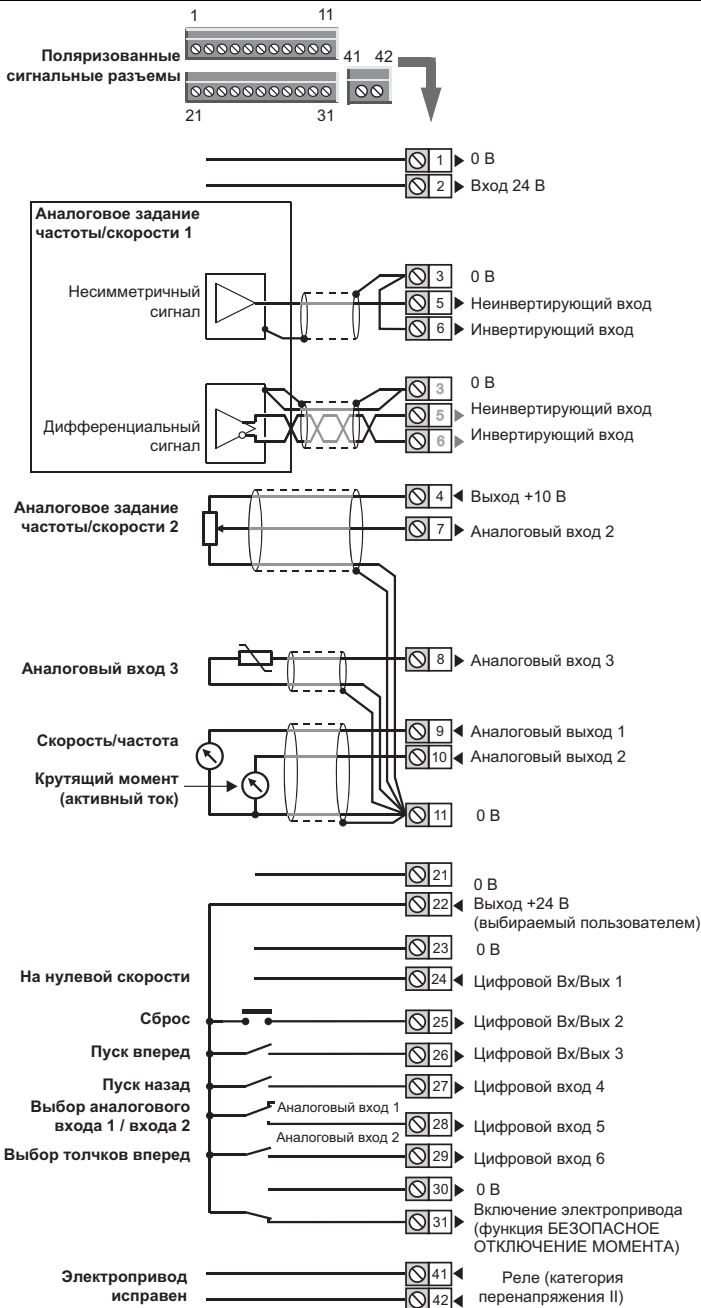 1 11
Поляризованные
сигнальные разъемы
41 42
21 31
1 0 В
2 Вход 24 В
Аналоговое задание
частоты/скорости 1
Несимметричный
сигнал
3 0 В
5 Неинвертирующий вход
6 Инвертирующий вход
Дифференциальный
сигнал
3 0 В
5 Неинвертирующий вход
6 Инвертирующий вход
Аналоговое задание
частоты/скорости 2
4 Выход +10 В
7 Аналоговый вход 2
Аналоговый вход 3
8 Аналоговый вход 3
Скорость/частота
9 Аналоговый выход 1
10 Аналоговый выход 2
Крутящий момент
(активный ток)
11 0 В
21 0 В
22 Выход +24 В
(выбираемый пользователем)
23 0 В
На нулевой скорости
24 Цифровой Вх/Вых 1
Сброс
25 Цифровой Вх/Вых 2
Пуск вперед
26 Цифровой Вх/Вых 3
Пуск назад
27 Цифровой вход 4
Выбор аналогового
входа 1 / входа 2
Аналоговый вход 1
28 Цифровой вход 5
Аналоговый вход 2
Выбор толчков вперед
29 Цифровой вход 6
30 0 В
31 Включение электропривода
(функция БЕЗОПАСНОЕ
ОТКЛЮЧЕНИЕ МОМЕНТА)
Электропривод
исправен
41 Реле (категория
42 перенапряжения II)